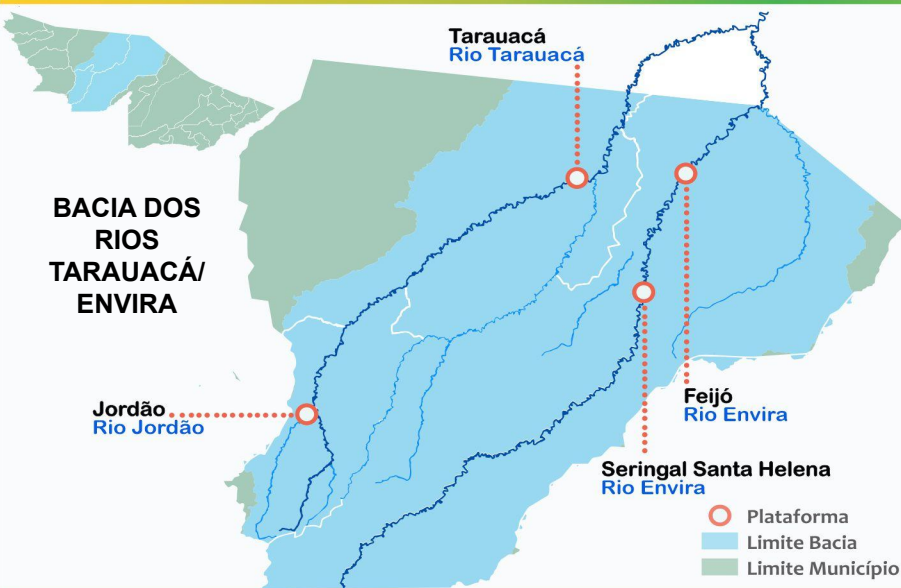 Tarauacá
Rio Tarauacá
BACIA DOS
RIOS
TARAUACÁ/
ENVIRA
Jordão
Rio Jordão
Feijó
Rio Envira
Seringal Santa Helena
Rio Envira
Plataforma
Limite Bacia
Limite Município